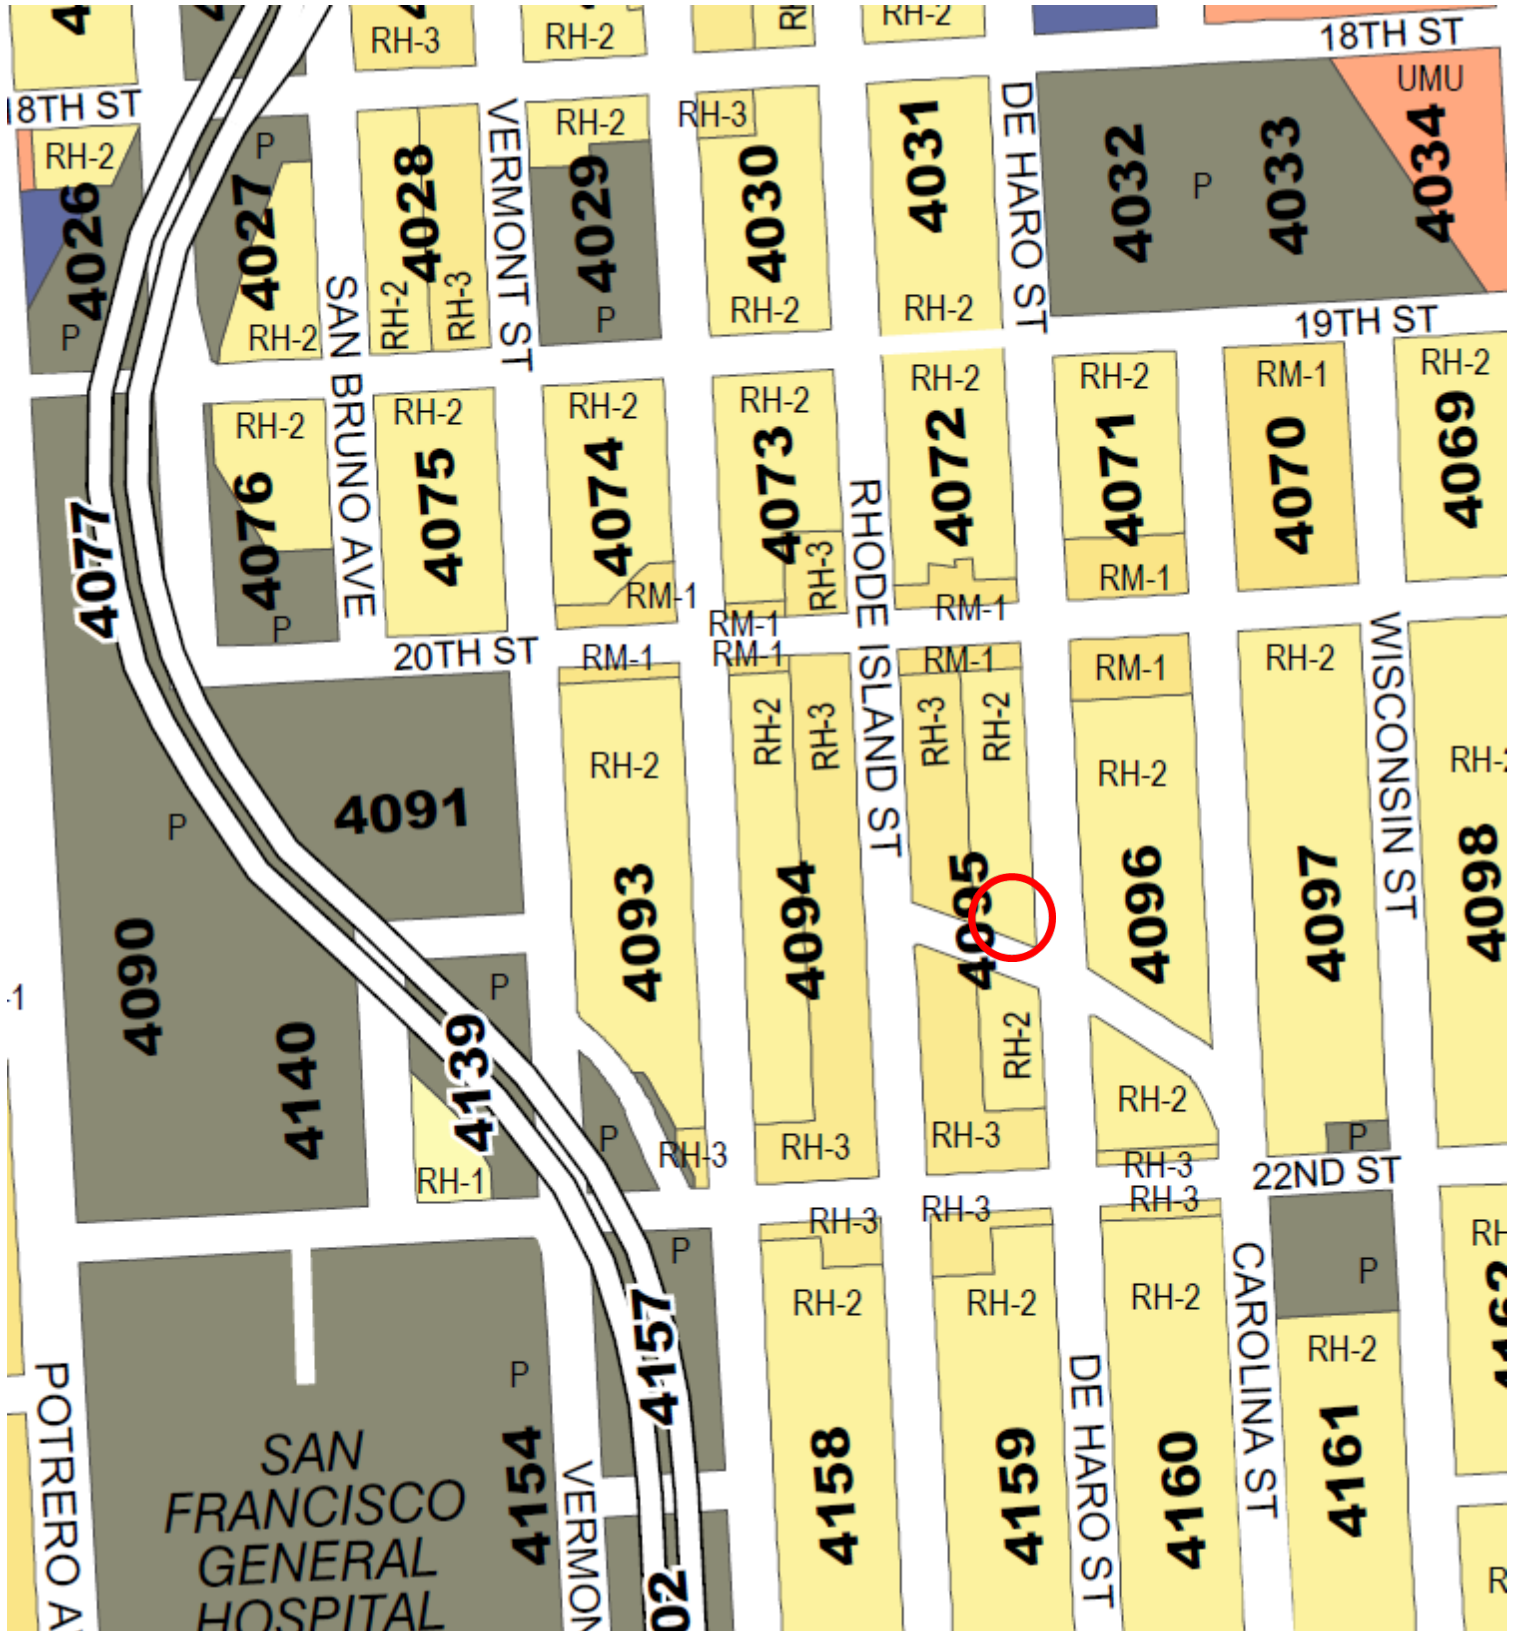 RH-3
RH-2
RH-2
18TH ST
8TH ST
RH-2
4026
P
P
4027
RH-2
4028
RH-2
RH-3
VERMONT ST
RH-2
4029
P
RH-3
4030
RH-2
4031
RH-2
DE HARO ST
4032
P
4033
UMU
4034
19TH ST
SAN BRUNO AVE
4077
RH-2
4076
P
RH-2
4075
RH-2
4074
RM-1
RH-2
4073
RH-3
RM-1
RHODE ISLAND ST
RH-2
4072
RM-1
RH-2
4071
RM-1
RM-1
4070
RH-2
4069
20TH ST
RM-1
RM-1
RM-1
RM-1
RH-2
WISCONSIN ST
RH-2
RH-2
RH-3
RH-3
RH-2
RH-2
RH-2
4091
P
4090
4093
4094
4095
4096
4097
4098
4140
P
4139
RH-1
P
RH-3
RH-3
RH-2
RH-3
RH-2
RH-3
P
22ND ST
RH-3
RH-3
RH-3
P
RH-2
RH-2
RH-2
P
RH-2
CAROLINA ST
4157
P
SAN
FRANCISCO
GENERAL
HOSPITAL
4154
4158
4159
DE HARO ST
4160
4161
POTRERO A
VERMON
02